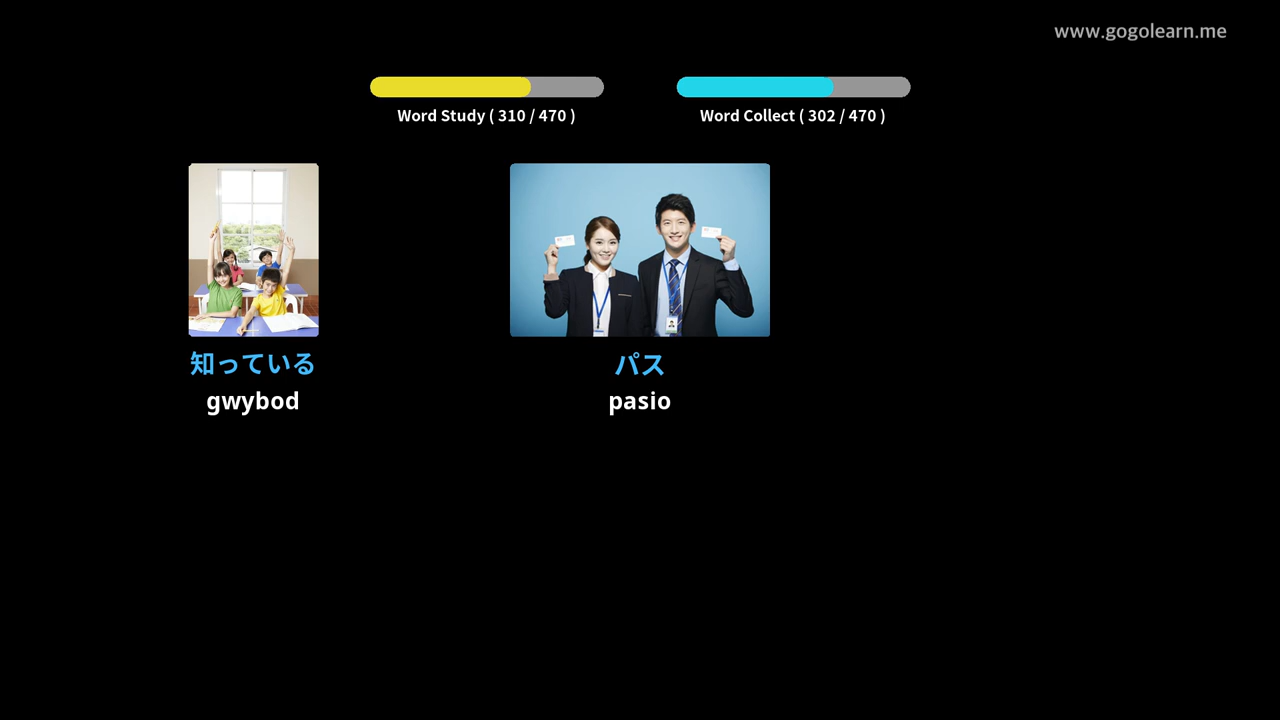 www.gogolearn.me
Word Study ( 310 / 470 )
Word Collect ( 302 / 470 )
知っている
gwybod
パス
pasio